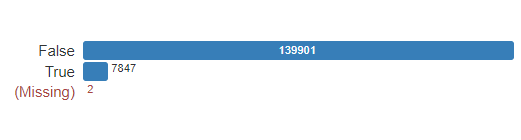 False 139901
True 7847
(Missing) 2